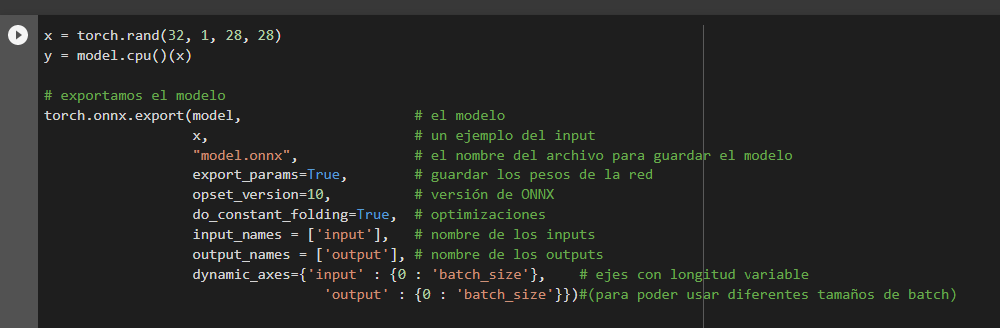 x = torch.rand(32, 1, 28, 28)
y = model.cpu()(x)
# exportamos el modelo
torch.onnx.export(model, # el modelo
x, # un ejemplo del input
"model.onnx", # el nombre del archivo para guardar el modelo
export_params=True, # guardar los pesos de la red
opset_version=10, # versión de ONNX
do_constant_folding=True, # optimizaciones
input_names = ['input'], # nombre de los inputs
output_names = ['output'], # nombre de los outputs
dynamic_axes={'input' : {0 : 'batch_size'}, # ejes con longitud variable
'output' : {0 : 'batch_size'}})#(para poder usar diferentes tamaños de batch)